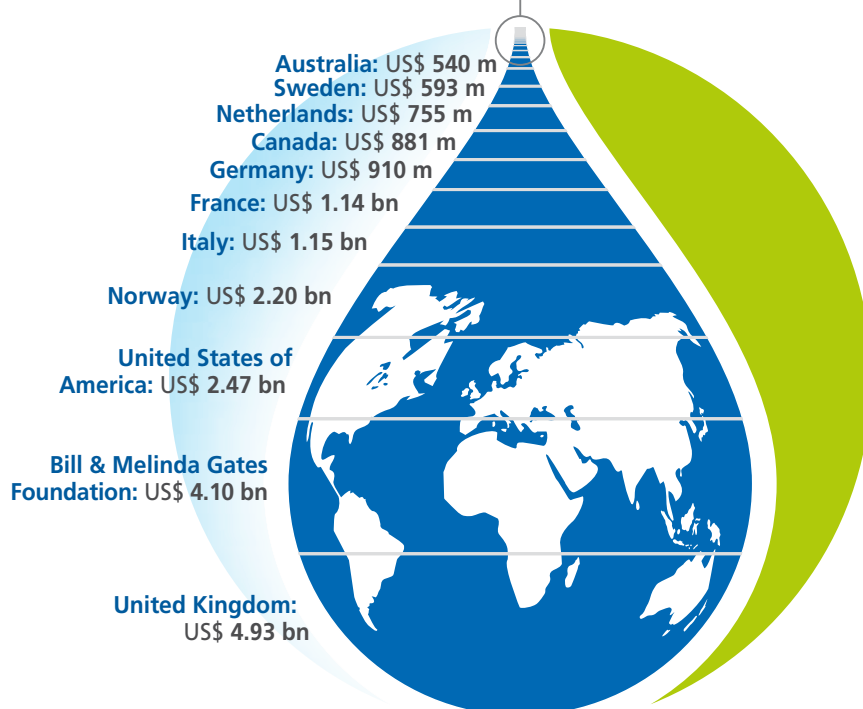 Australia: US$ 540 m
Sweden: US$ 593 m
Netherlands: US$ 755 m
Canada: US$ 881 m
Germany: US$ 910 m
France: US$ 1.14 bn
Italy: US$ 1.15 bn
Norway: US$ 2.20 bn
United States of
America: US$ 2.47 bn
Bill & Melinda Gates
Foundation: US$ 4.10 bn
United Kingdom:
US$ 4.93 bn